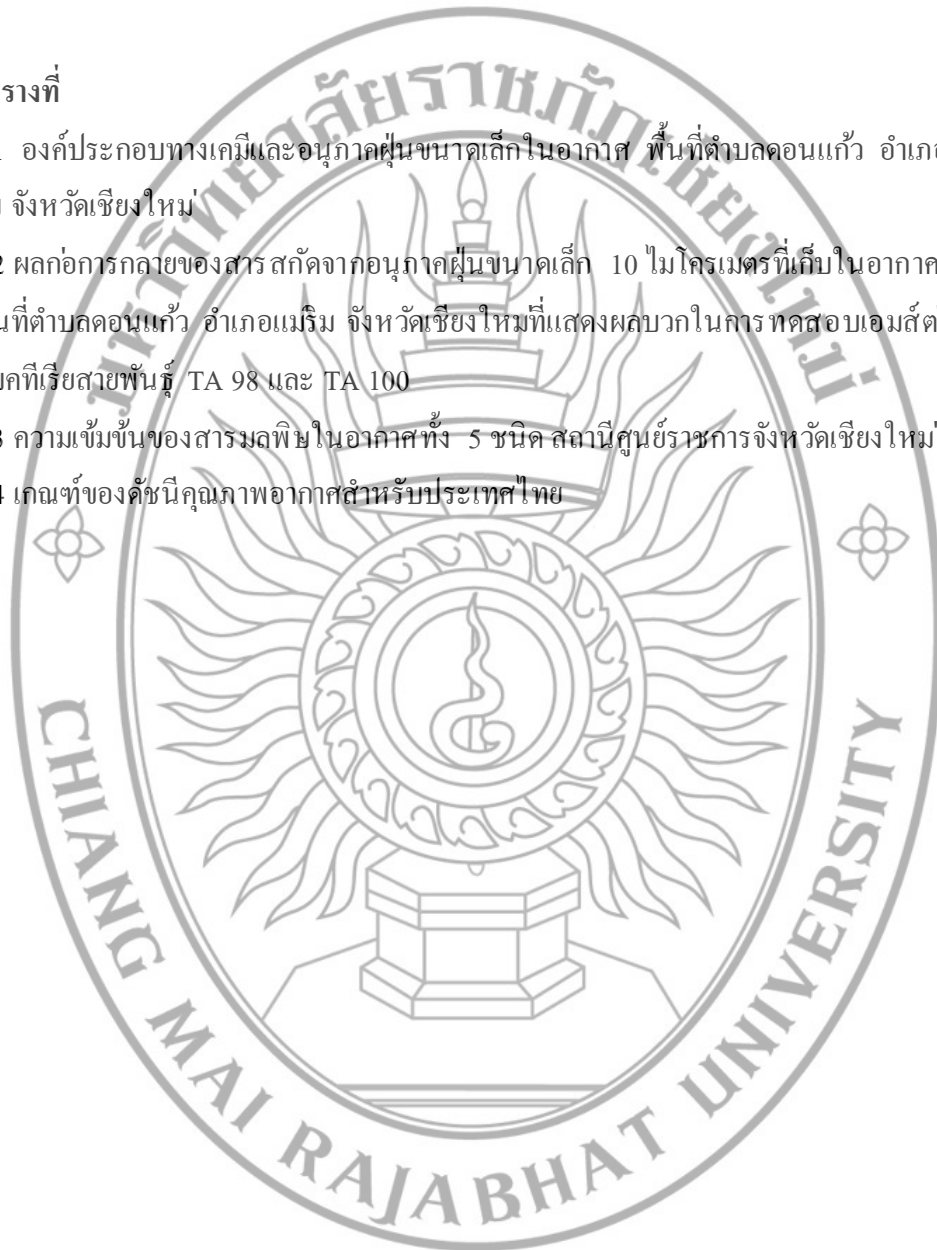 รางที่
องค์ประกอบทางเคมีและอนุภาคฝุ่นขนาดเล็กในอากาศ พื้นที่ตำบลดอนแก้ว อำเภอ
จังหวัดเชียงใหม่
2 ผลก่อการกลายของสารสกัดจากอนุภาคฝุ่นขนาดเล็ก 10 ไมโครเมตรที่เก็บในอากาศ
นที่ตำบลดอนแก้ว อำเภอแม่ริม จังหวัดเชียงใหม่ที่แสดงผลบวกในการทดสอบเอมส์ต
บคทีเรียสายพันธุ์ TA 98 และ TA 100
3 ความเข้มข้นของสารมลพิษในอากาศทั้ง 5 ชนิด สถานีศูนย์ราชการจังหวัดเชียงใหม่
4 เกณฑ์ของดัชนีคุณภาพอากาศสำหรับประเทศไทย
มหาวิทยาลัยราชภัฏเชียงใหม่
CHIANG MAI RAJABHAT UNIVERSITY